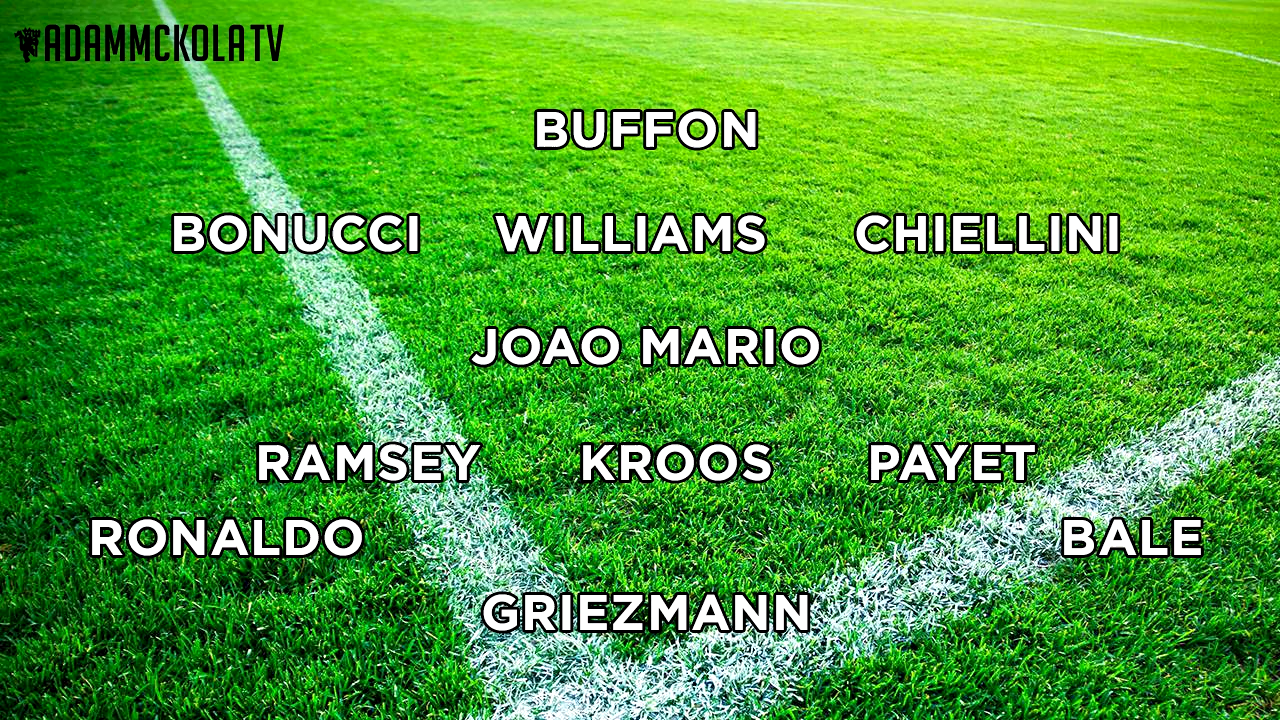 ADAMMCKOLATV
BUFFON
BONUCCI WILLIAMS CHIELLINI
JOAO MARIO
RAMSEY KROOS PAYET
RONALDO BALE
GRIEZMANN